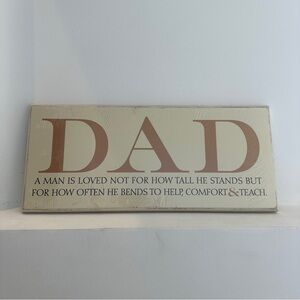 DAD
A MAN IS LOVED NOT FOR HOW TALL HE STANDS BUT
FOR HOW OFTEN HE BENDS TO HELP, COMFORT & TEACH.